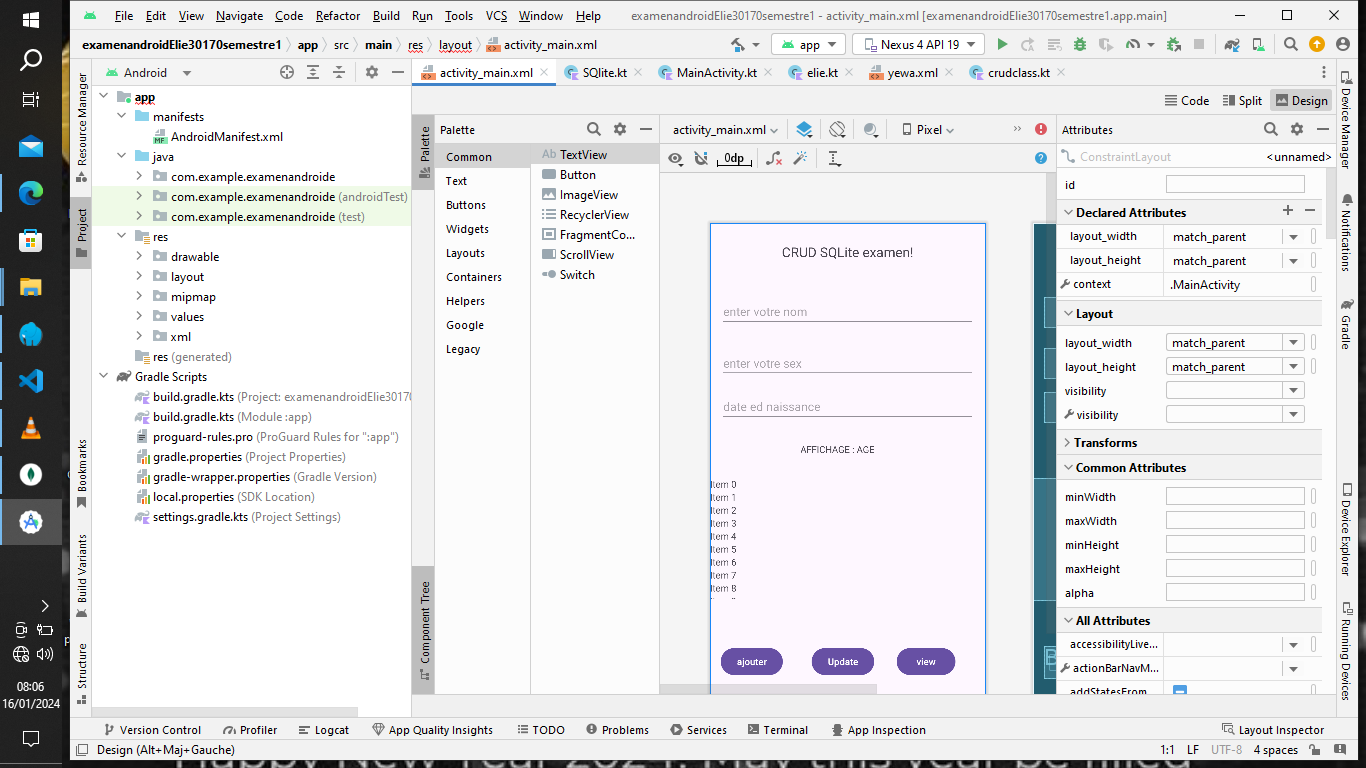 File Edit View Navigate Code Refactor Build Run Tools VCS Window Help examenandroidElie30170semestre1 - activity_main.xml [examenandroidElie30170semestre1.app.main]
examenandroidElie30170semestre1 app src main res layout activity_main.xml app Nexus 4 API 19
Android activity_main.xml SQlite.kt MainActivity.kt elie.kt yewa.xml crudclass.kt
Code Split Design
Resource Manager
Project
Bookmarks
Build Variants
Structure
app
manifests
AndroidManifest.xml
java
com.example.examenandroide
com.example.examenandroide (androidTest)
com.example.examenandroide (test)
res
drawable
layout
mipmap
values
xml
res (generated)
Gradle Scripts
build.gradle.kts (Project: examenandroidElie30170
build.gradle.kts (Module :app)
proguard-rules.pro (ProGuard Rules for ":app")
gradle.properties (Project Properties)
gradle-wrapper.properties (Gradle Version)
local.properties (SDK Location)
settings.gradle.kts (Project Settings)
Palette
Component Tree
Palette
Common
Text
Buttons
Widgets
Layouts
Containers
Helpers
Google
Legacy
Ab TextView
Button
ImageView
RecyclerView
FragmentCo...
ScrollView
Switch
activity_main.xml Pixel
0dp
CRUD SQLite examen!
enter votre nom
enter votre sex
date ed naissance
AFFICHAGE : AGE
Item 0
Item 1
Item 2
Item 3
Item 4
Item 5
Item 6
Item 7
Item 8
ajouter Update view
Attributes
ConstraintLayout <unnamed>
id
Declared Attributes
layout_width match_parent
layout_height match_parent
context .MainActivity
Layout
layout_width match_parent
layout_height match_parent
visibility
visibility
Transforms
Common Attributes
minWidth
maxWidth
minHeight
maxHeight
alpha
All Attributes
accessibilityLive...
actionBarNavM...
addStatesFrom
Device Manager
Notifications
Gradle
Device Explorer
Running Devices
Version Control Profiler Logcat App Quality Insights TODO Problems Services Terminal App Inspection Layout Inspector
Design (Alt+Maj+Gauche) 1:1 LF UTF-8 4 spaces
08:06
16/01/2024
Happy New Year 2024! May this year be filled